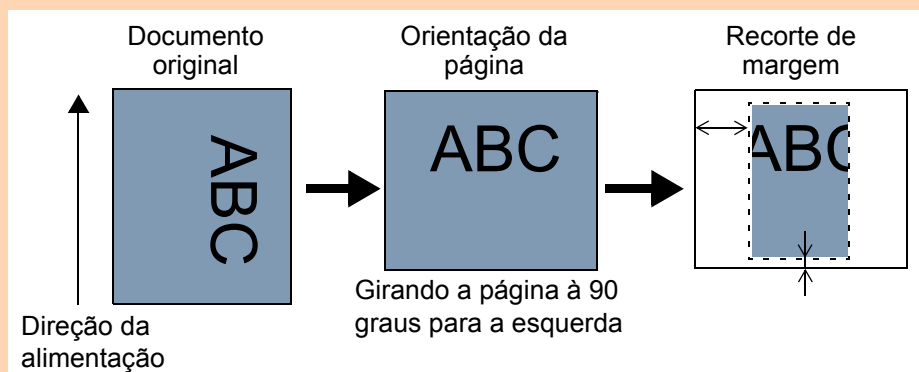 Documento
original
Orientação da
página
Recorte de
margem
ABC
ABC
ABC
Girando a página à 90
graus para a esquerda
Direção da
alimentação